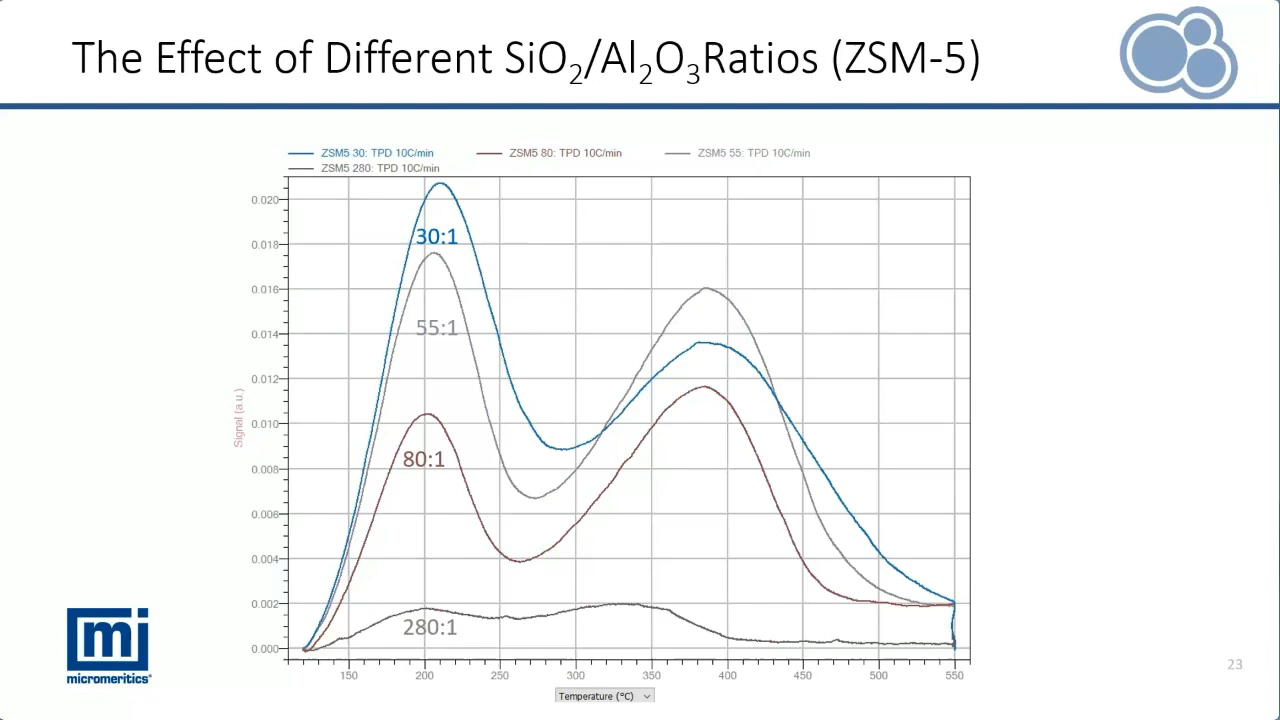 The Effect of Different SiO₂/Al₂O₃Ratios (ZSM-5)
ZSM5 30: TPD 10C/min ZSM5 80: TPD 10C/min ZSM5 55: TPD 10C/min
ZSM5 280: TPD 10C/min
0.020
0.018
0.016
0.014
0.012
0.010
0.008
0.006
0.004
0.002
0.000
Signal (a.u.)
30:1
55:1
80:1
280:1
150 200 250 300 350 400 450 500 550
Temperature (°C)
mi
micromeritics®
23